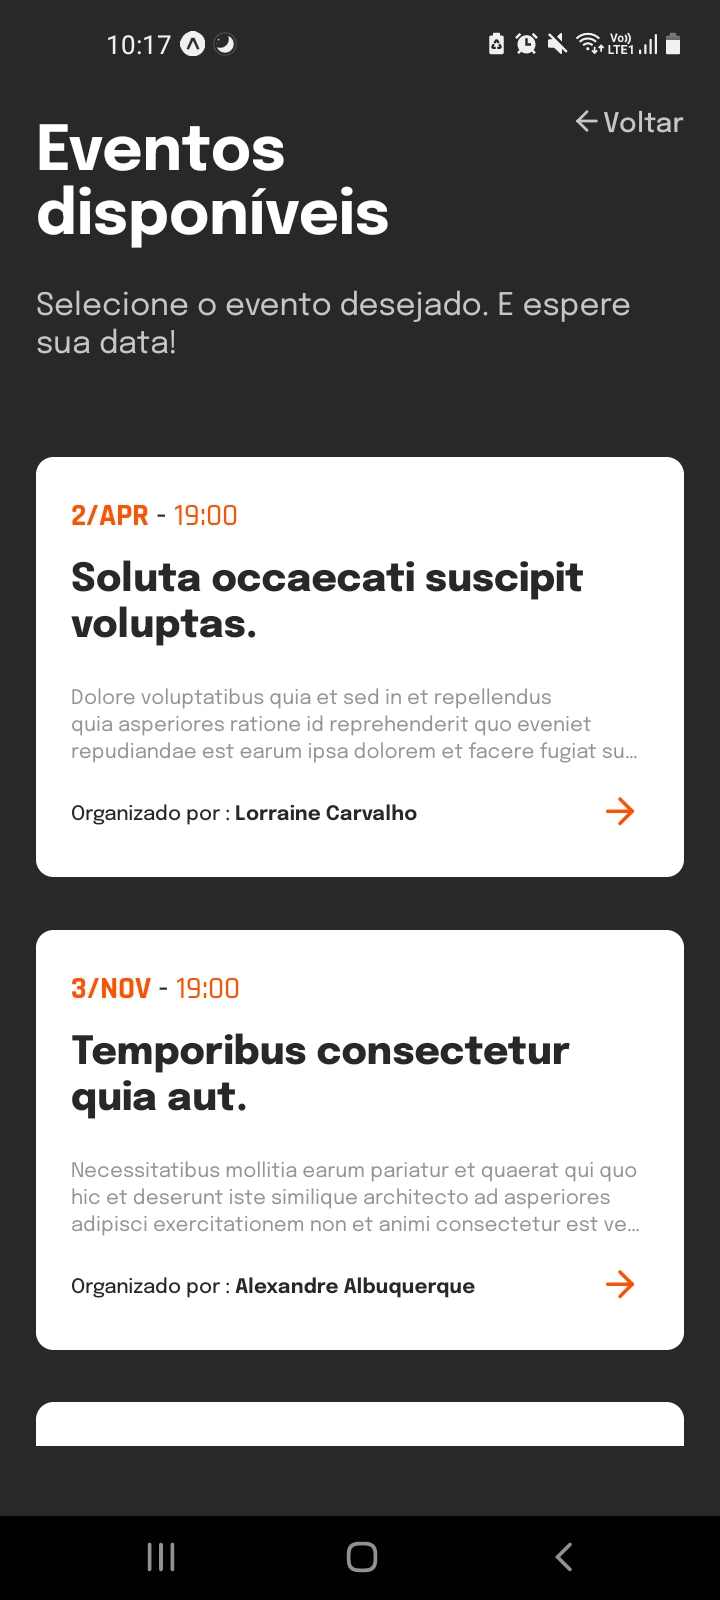 10:17
Vo))
LTE1
Voltar
Eventos
disponíveis
Selecione o evento desejado. E espere
sua data!
2/APR - 19:00
Soluta occaecati suscipit
voluptas.
Dolore voluptatibus quia et sed in et repellendus
quia asperiores ratione id reprehenderit quo eveniet
repudiandae est earum ipsa dolorem et facere fugiat su...
Organizado por : Lorraine Carvalho
3/NOV - 19:00
Temporibus consectetur
quia aut.
Necessitatibus mollitia earum pariatur et quaerat qui quo
hic et deserunt iste similique architecto ad asperiores
adipisci exercitationem non et animi consectetur est ve...
Organizado por : Alexandre Albuquerque